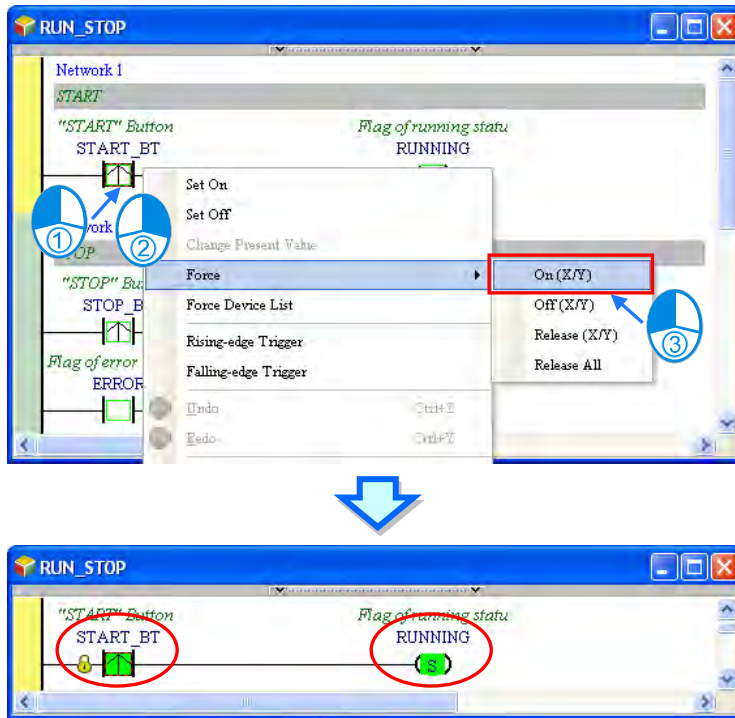 RUN_STOP
Network 1
START
"START" Button Flag of running statu
START_BT RUNNING
Set On
Set Off
Change Present Value
Force On (X/Y)
Force Device List Off (X/Y)
Release (X/Y)
Release All
Rising-edge Trigger
Falling-edge Trigger
Undo
Redo Ctrl+Y
① ② ③
"STOP"
STOP_B
Flag of error
ERROR
RUN_STOP
"START" Button Flag of running statu
START_BT RUNNING
S